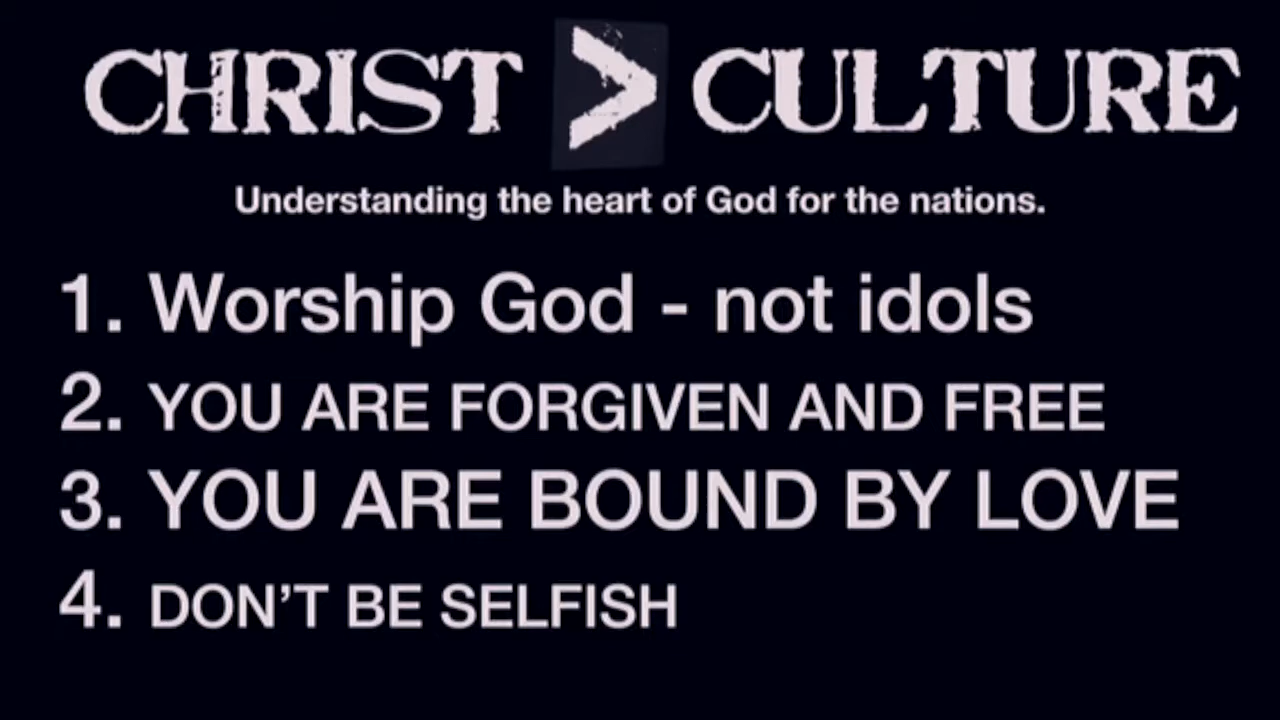 CHRIST > CULTURE
Understanding the heart of God for the nations.
1. Worship God - not idols
2. YOU ARE FORGIVEN AND FREE
3. YOU ARE BOUND BY LOVE
4. DON’T BE SELFISH